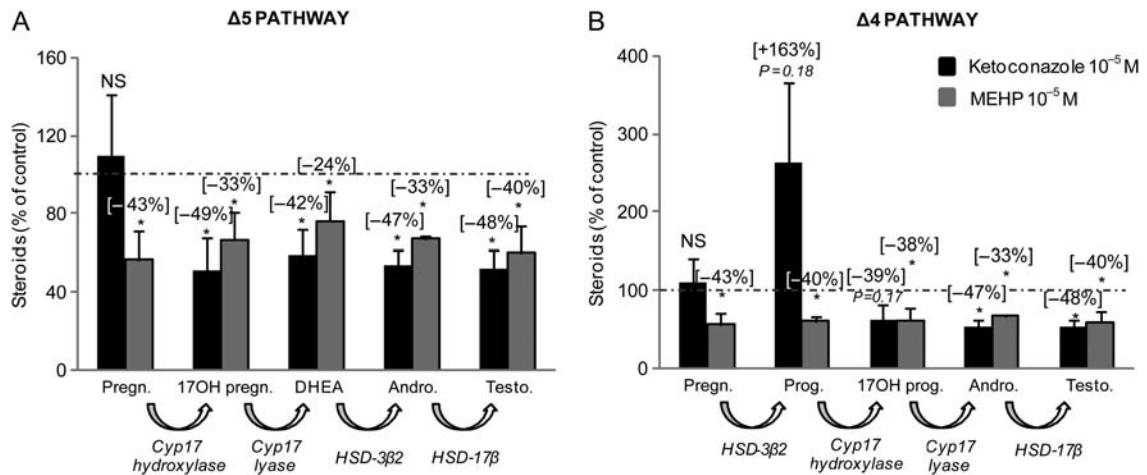 A
Δ5 PATHWAY
Steroids (% of control)
160
120
80
40
0
NS
[–43%]
*
[–49%]
*
[–33%]
*
[–42%]
*
[–24%]
*
[–47%]
*
[–33%]
*
[–48%]
*
[–40%]
*
Pregn.
17OH pregn.
DHEA
Andro.
Testo.
Cyp17
hydroxylase
Cyp17
lyase
HSD-3β2
HSD-17β
B
Δ4 PATHWAY
Steroids (% of control)
400
300
200
100
0
Ketoconazole 10⁻⁵ M
MEHP 10⁻⁵ M
NS
[–43%]
*
[+163%]
P=0.18
[–40%]
*
[–39%]
P=0.17
[–38%]
*
[–47%]
*
[–33%]
*
[–48%]
*
[–40%]
*
Pregn.
Prog.
17OH prog.
Andro.
Testo.
HSD-3β2
Cyp17
hydroxylase
Cyp17
lyase
HSD-17β